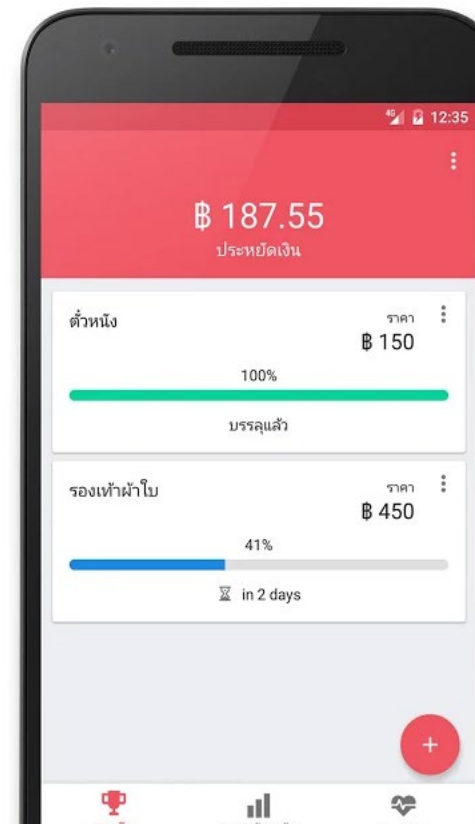 4G 12:35
฿ 187.55
ประหยัดเงิน
ตั๋วหนัง
ราคา
฿ 150
100%
บรรลุแล้ว
รองเท้าผ้าใบ
ราคา
฿ 450
41%
in 2 days